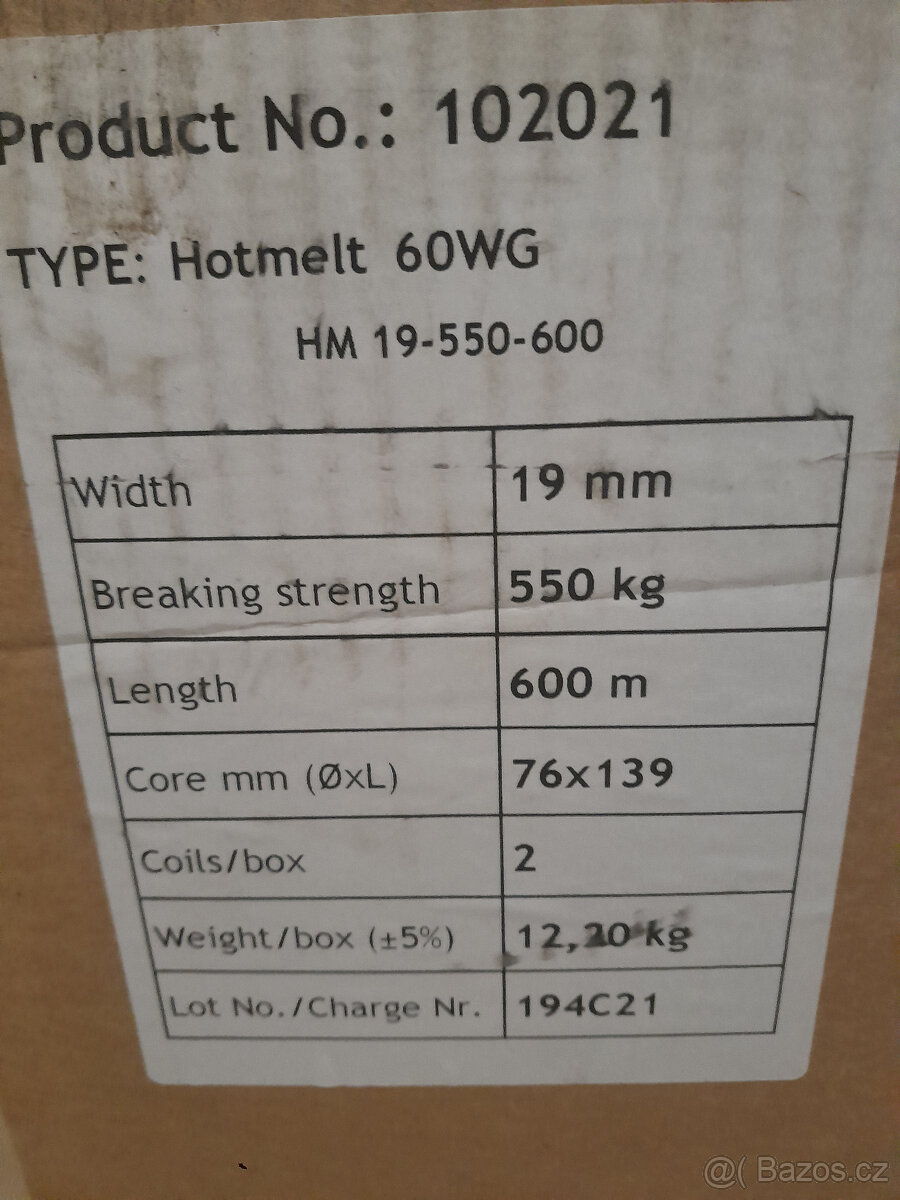 Product No.: 102021
TYPE: Hotmelt 60WG
HM 19-550-600
Width 19 mm
Breaking strength 550 kg
Length 600 m
Core mm (ØxL) 76x139
Coils/box 2
Weight/box (±5%) 12,20 kg
Lot No./Charge Nr. 194C21
@( Bazos.cz